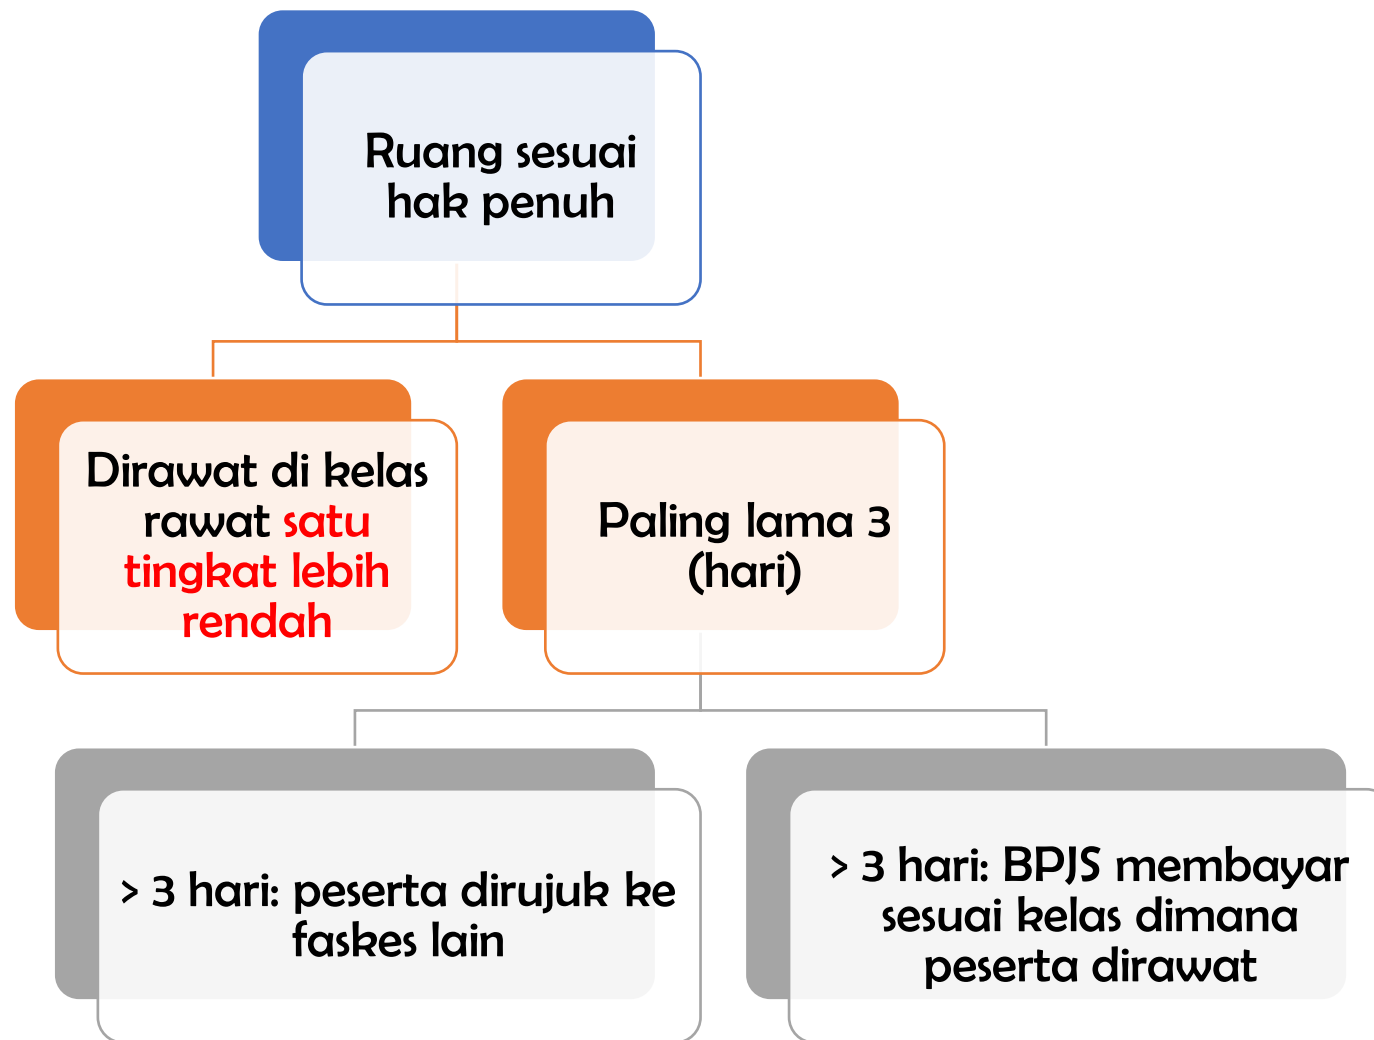 Ruang sesuai
hak penuh
Dirawat di kelas
rawat satu
tingkat lebih
rendah
Paling lama 3
(hari)
> 3 hari: peserta dirujuk ke
faskes lain
> 3 hari: BPJS membayar
sesuai kelas dimana
peserta dirawat